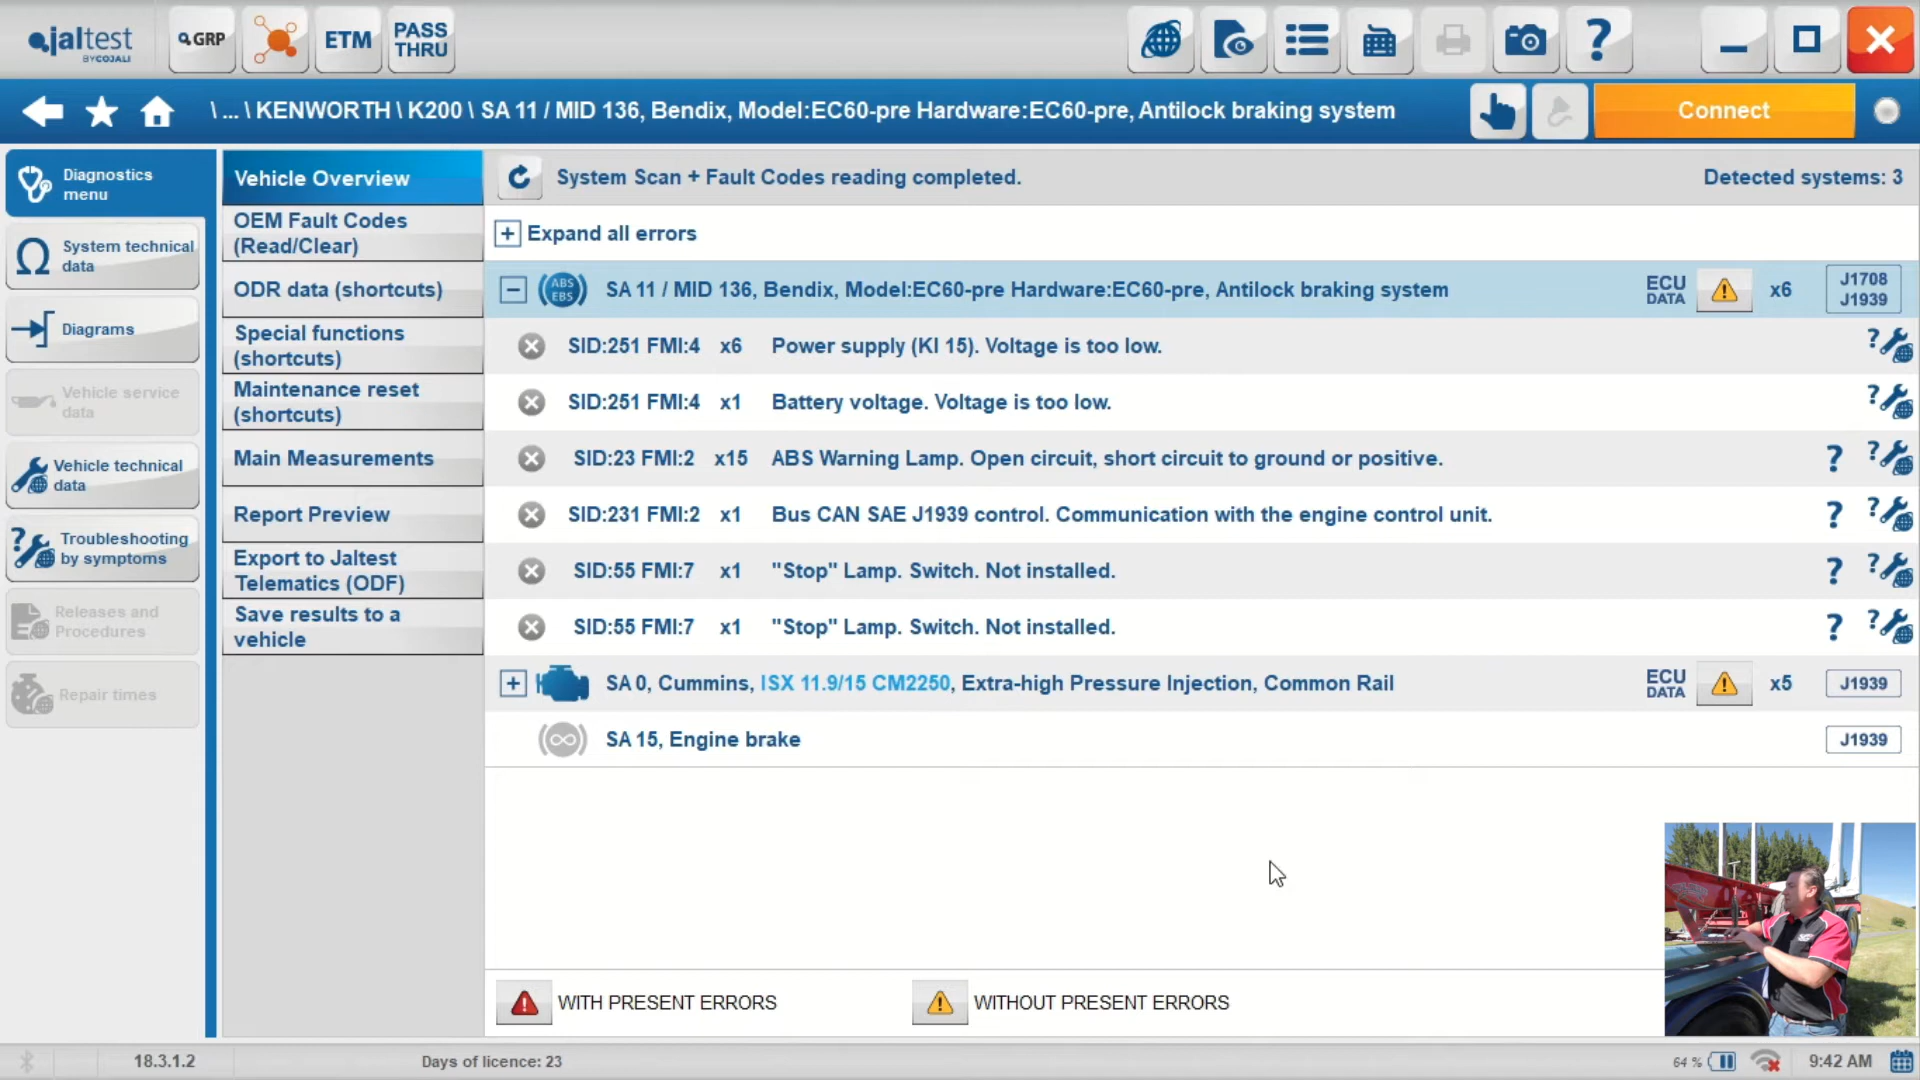 jaltest
BY COJALI
GRP
ETM
PASS
THRU
?
\ ... \ KENWORTH \ K200 \ SA 11 / MID 136, Bendix, Model:EC60-pre Hardware:EC60-pre, Antilock braking system
Connect
Diagnostics
menu
System technical
data
Diagrams
Vehicle service
data
Vehicle technical
data
Troubleshooting
by symptoms
Releases and
Procedures
Repair times
Vehicle Overview
OEM Fault Codes
(Read/Clear)
ODR data (shortcuts)
Special functions
(shortcuts)
Maintenance reset
(shortcuts)
Main Measurements
Report Preview
Export to Jaltest
Telematics (ODF)
Save results to a
vehicle
System Scan + Fault Codes reading completed.
Detected systems: 3
+ Expand all errors
ABS
EBS
SA 11 / MID 136, Bendix, Model:EC60-pre Hardware:EC60-pre, Antilock braking system
ECU
DATA
x6
J1708
J1939
SID:251 FMI:4 x6 Power supply (Kl 15). Voltage is too low. ?
SID:251 FMI:4 x1 Battery voltage. Voltage is too low. ?
SID:23 FMI:2 x15 ABS Warning Lamp. Open circuit, short circuit to ground or positive. ? ?
SID:231 FMI:2 x1 Bus CAN SAE J1939 control. Communication with the engine control unit. ? ?
SID:55 FMI:7 x1 "Stop" Lamp. Switch. Not installed. ? ?
SID:55 FMI:7 x1 "Stop" Lamp. Switch. Not installed. ? ?
SA 0, Cummins, ISX 11.9/15 CM2250, Extra-high Pressure Injection, Common Rail
ECU
DATA
x5
J1939
SA 15, Engine brake
J1939
WITH PRESENT ERRORS
WITHOUT PRESENT ERRORS
18.3.1.2
Days of licence: 23
64 %
9:42 AM